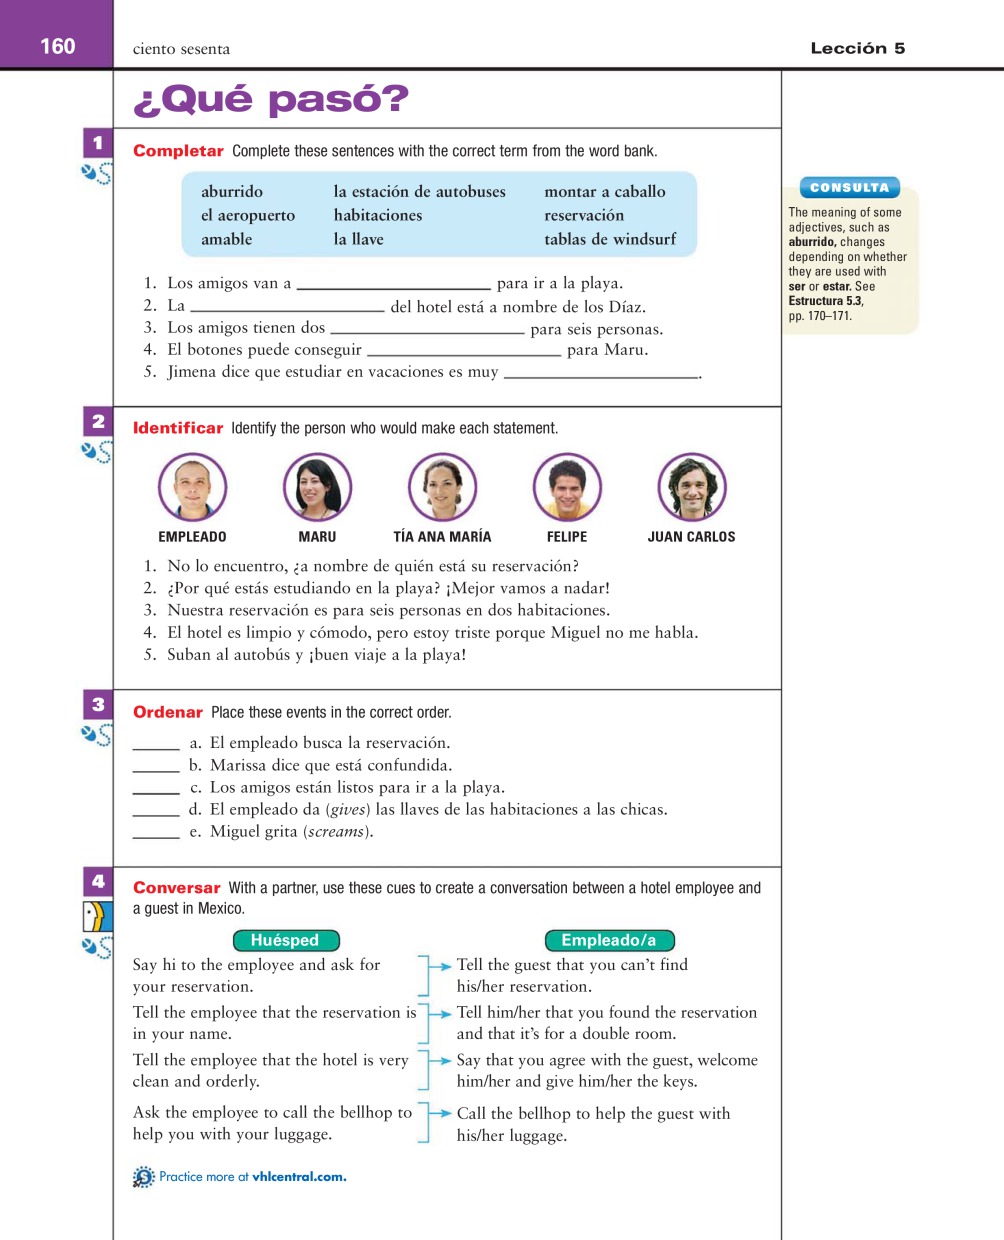 160
ciento sesenta
Lección 5
¿Qué pasó?
1
Completar Complete these sentences with the correct term from the word bank.
aburrido la estación de autobuses montar a caballo
el aeropuerto habitaciones reservación
amable la llave tablas de windsurf
1. Los amigos van a ____________ para ir a la playa.
2. La ____________ del hotel está a nombre de los Díaz.
3. Los amigos tienen dos ____________ para seis personas.
4. El botones puede conseguir ____________ para Maru.
5. Jimena dice que estudiar en vacaciones es muy ____________.
CONSULTA
The meaning of some
adjectives, such as
aburrido, changes
depending on whether
they are used with
ser or estar. See
Estructura 5.3,
pp. 170–171.
2
Identificar Identify the person who would make each statement.
EMPLEADO MARU TÍA ANA MARÍA FELIPE JUAN CARLOS
1. No lo encuentro, ¿a nombre de quién está su reservación?
2. ¿Por qué estás estudiando en la playa? ¡Mejor vamos a nadar!
3. Nuestra reservación es para seis personas en dos habitaciones.
4. El hotel es limpio y cómodo, pero estoy triste porque Miguel no me habla.
5. Suban al autobús y ¡buen viaje a la playa!
3
Ordenar Place these events in the correct order.
_____ a. El empleado busca la reservación.
_____ b. Marissa dice que está confundida.
_____ c. Los amigos están listos para ir a la playa.
_____ d. El empleado da (gives) las llaves de las habitaciones a las chicas.
_____ e. Miguel grita (screams).
4
Conversar With a partner, use these cues to create a conversation between a hotel employee and
a guest in Mexico.
Huésped
Empleado/a
Say hi to the employee and ask for
your reservation.
Tell the guest that you can't find
his/her reservation.
Tell the employee that the reservation is
in your name.
Tell him/her that you found the reservation
and that it's for a double room.
Tell the employee that the hotel is very
clean and orderly.
Say that you agree with the guest, welcome
him/her and give him/her the keys.
Ask the employee to call the bellhop to
help you with your luggage.
Call the bellhop to help the guest with
his/her luggage.
Practice more at vhlcentral.com.